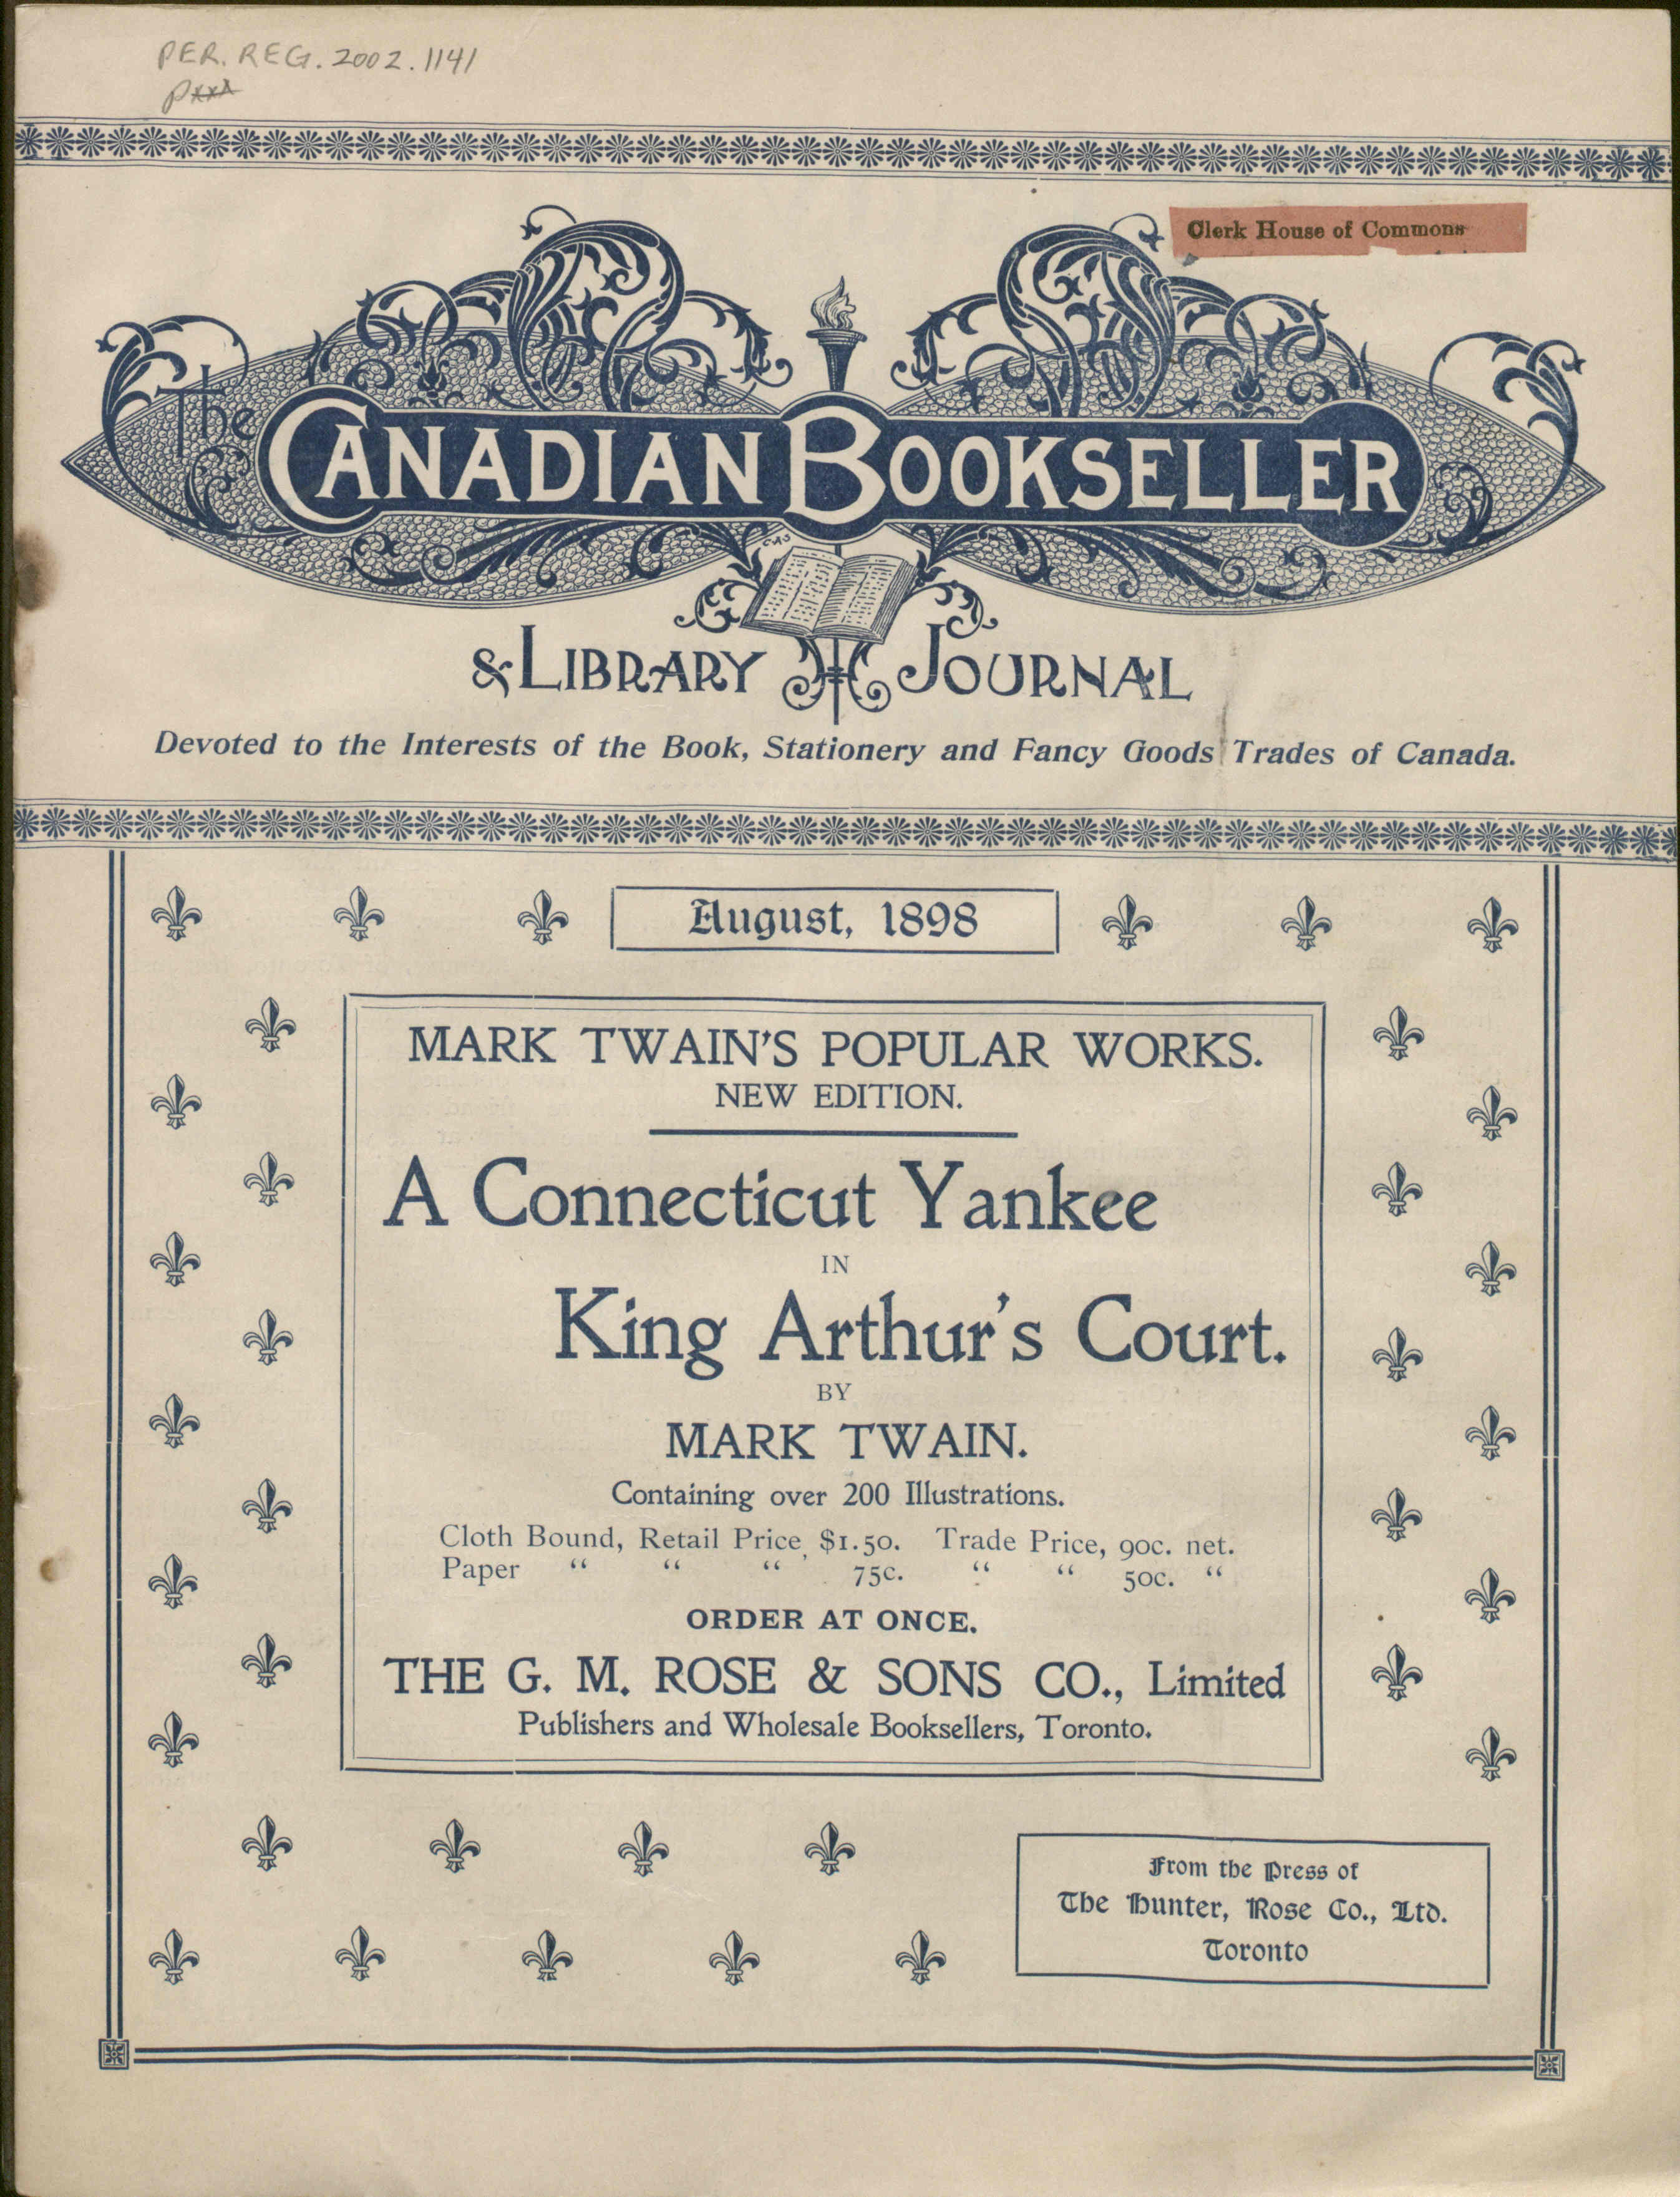 PER. REG. 2002. 1141
Clerk House of Commons
The
CANADIAN BOOKSELLER
& LIBRARY JOURNAL
Devoted to the Interests of the Book, Stationery and Fancy Goods Trades of Canada.
August, 1898
MARK TWAIN'S POPULAR WORKS.
NEW EDITION.
A Connecticut Yankee
IN
King Arthur's Court.
BY
MARK TWAIN.
Containing over 200 Illustrations.
Cloth Bound, Retail Price, $1.50. Trade Price, 90c. net.
Paper “ “ “ 75c. “ “ 50c. “
ORDER AT ONCE.
THE G. M. ROSE & SONS CO., Limited
Publishers and Wholesale Booksellers, Toronto.
From the Press of
The Hunter, Rose Co., Ltd.
Toronto